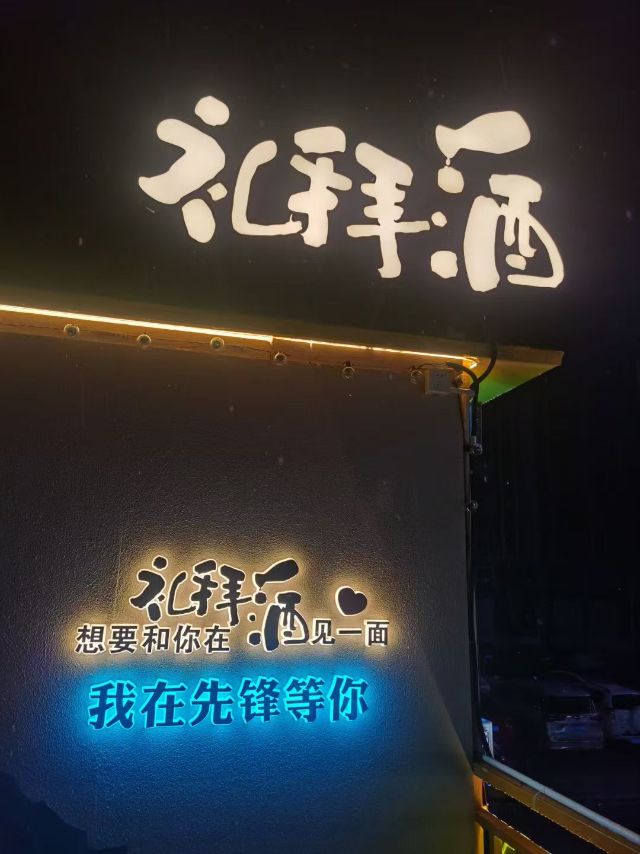 礼拜酒
想要和你在礼拜酒见一面
我在先锋等你